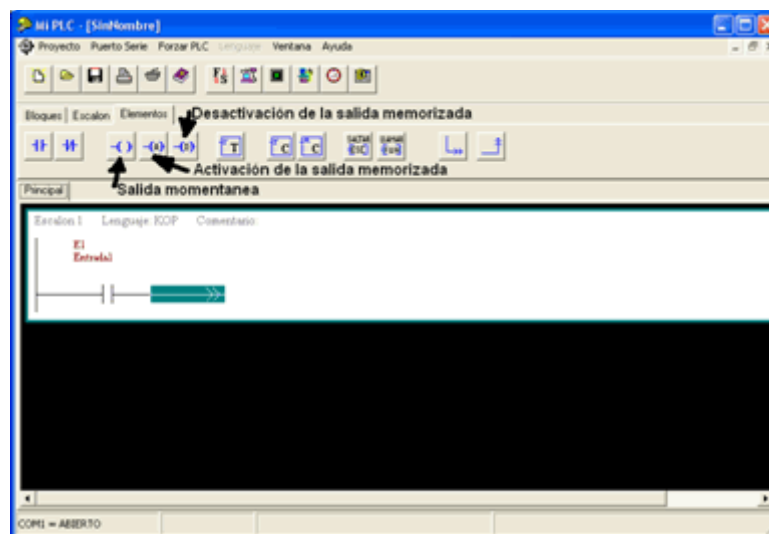 Mi PLC - [SinNombre]
Proyecto Puerto Serie Forzar PLC Lenguaje Ventana Ayuda
Bloques Escalon Elementos Desactivación de la salida memorizada
T C C
Activación de la salida memorizada
Principal Salida momentanea
Escalon 1 Lenguaje: KOP Comentario:
E1
Entrada1
COM1 = ABIERTO